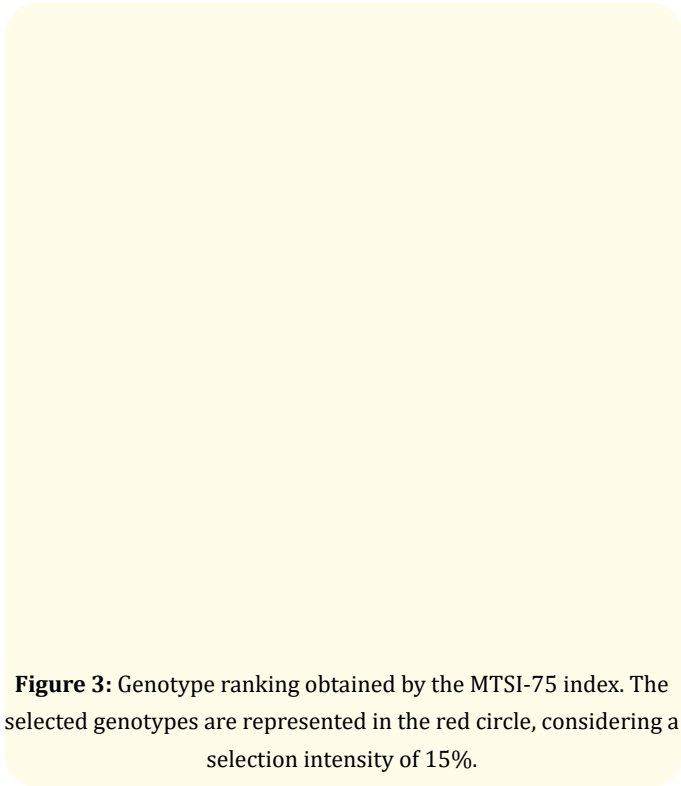 Figure 3: Genotype ranking obtained by the MTSI-75 index. The
selected genotypes are represented in the red circle, considering a
selection intensity of 15%.